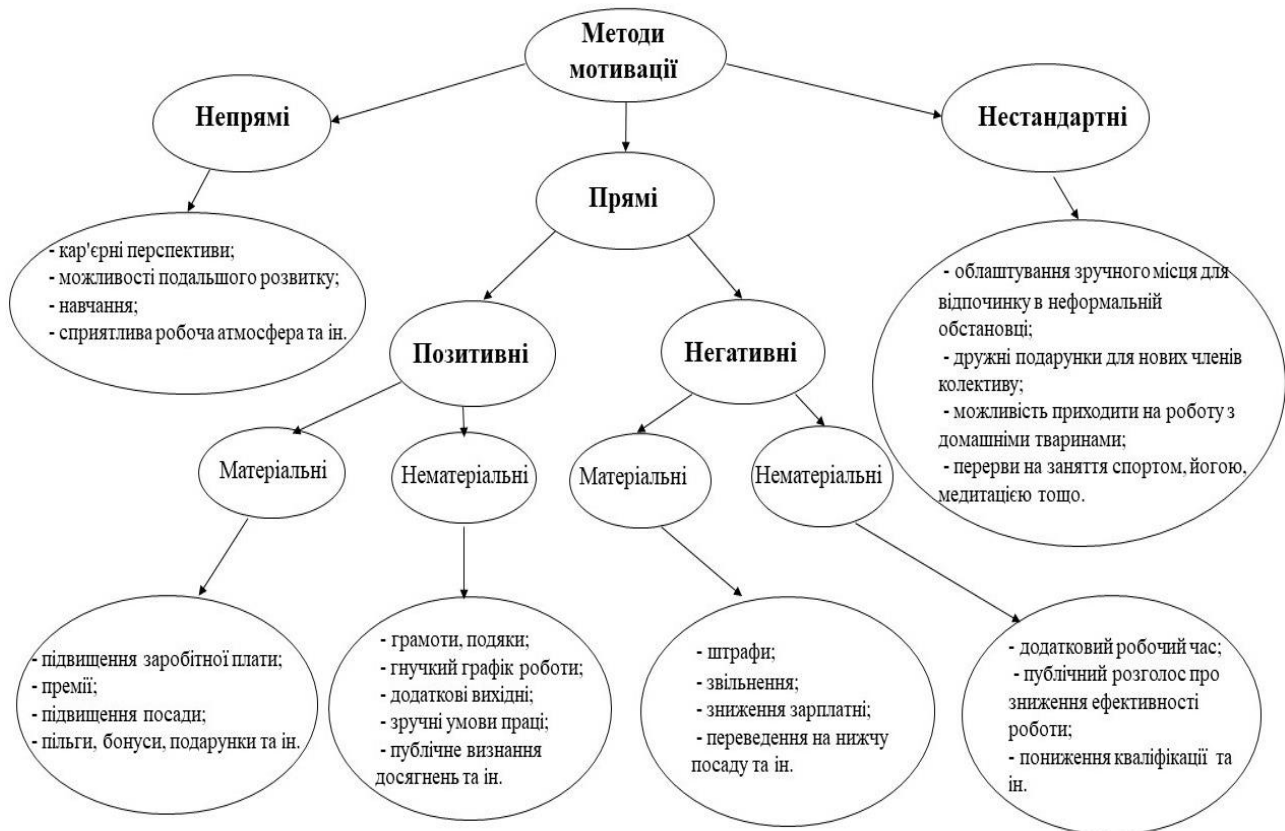 Методи
мотивації
Непрямі
Нестандартні
Прямі
- кар'єрні перспективи;
- можливості подальшого розвитку;
- навчання;
- сприятлива робоча атмосфера та ін.
- облаштування зручного місця для
відпочинку в неформальній
обстановці;
- дружні подарунки для нових членів
колективу;
- можливість приходити на роботу з
домашніми тваринами;
- перерви на заняття спортом, йогою,
медитацією тощо.
Позитивні
Негативні
Матеріальні
Нематеріальні
Матеріальні
Нематеріальні
- підвищення заробітної плати;
- премії;
- підвищення посади;
- пільги, бонуси, подарунки та ін.
- грамоти, подяки;
- гнучкий графік роботи;
- додаткові вихідні;
- зручні умови праці;
- публічне визнання
досягнень та ін.
- штрафи;
- звільнення;
- зниження зарплатні;
- переведення на нижчу
посаду та ін.
- додатковий робочий час;
- публічний розголос про
зниження ефективності
роботи;
- пониження кваліфікації та
ін.